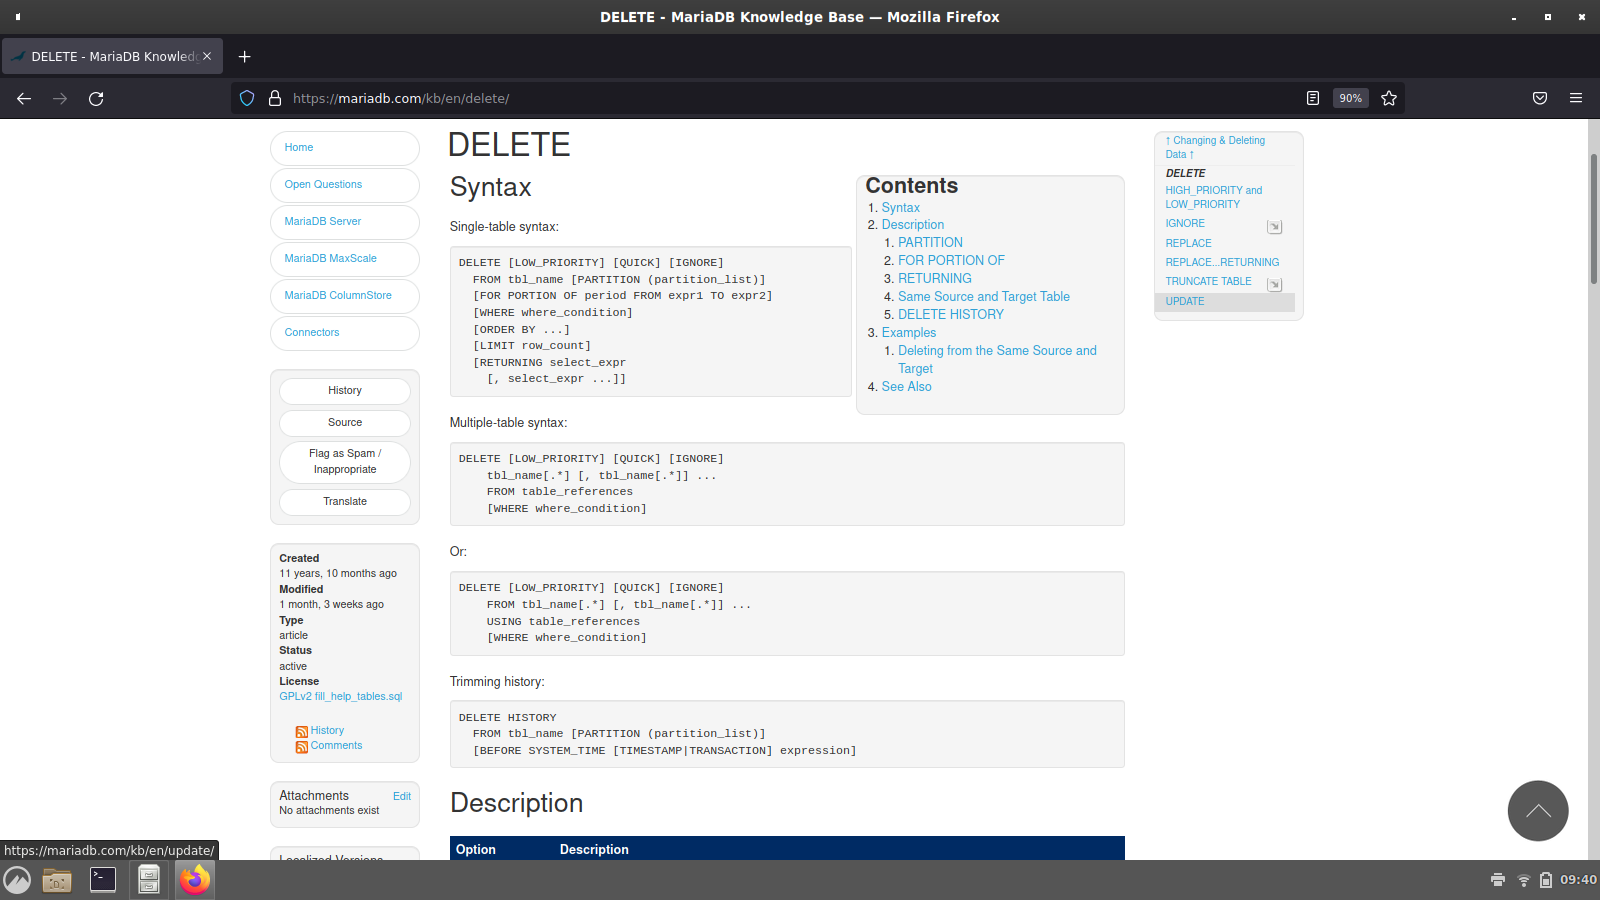 DELETE - MariaDB Knowledge Base — Mozilla Firefox
DELETE - MariaDB Knowledg
https://mariadb.com/kb/en/delete/
90%
Home
Open Questions
MariaDB Server
MariaDB MaxScale
MariaDB ColumnStore
Connectors
History
Source
Flag as Spam /
Inappropriate
Translate
Created
11 years, 10 months ago
Modified
1 month, 3 weeks ago
Type
article
Status
active
License
GPLv2 fill_help_tables.sql
History
Comments
Attachments Edit
No attachments exist
Localized Versions
DELETE
Syntax
Single-table syntax:
DELETE [LOW_PRIORITY] [QUICK] [IGNORE]
FROM tbl_name [PARTITION (partition_list)]
[FOR PORTION OF period FROM expr1 TO expr2]
[WHERE where_condition]
[ORDER BY ...]
[LIMIT row_count]
[RETURNING select_expr
[, select_expr ...]]
Contents
1. Syntax
2. Description
1. PARTITION
2. FOR PORTION OF
3. RETURNING
4. Same Source and Target Table
5. DELETE HISTORY
3. Examples
1. Deleting from the Same Source and
Target
4. See Also
Multiple-table syntax:
DELETE [LOW_PRIORITY] [QUICK] [IGNORE]
tbl_name[.*] [, tbl_name[.*]] ...
FROM table_references
[WHERE where_condition]
Or:
DELETE [LOW_PRIORITY] [QUICK] [IGNORE]
FROM tbl_name[.*] [, tbl_name[.*]] ...
USING table_references
[WHERE where_condition]
Trimming history:
DELETE HISTORY
FROM tbl_name [PARTITION (partition_list)]
[BEFORE SYSTEM_TIME [TIMESTAMP|TRANSACTION] expression]
Description
Option Description
↑ Changing & Deleting
Data ↑
DELETE
HIGH_PRIORITY and
LOW_PRIORITY
IGNORE
REPLACE
REPLACE...RETURNING
TRUNCATE TABLE
UPDATE
https://mariadb.com/kb/en/update/
09:40